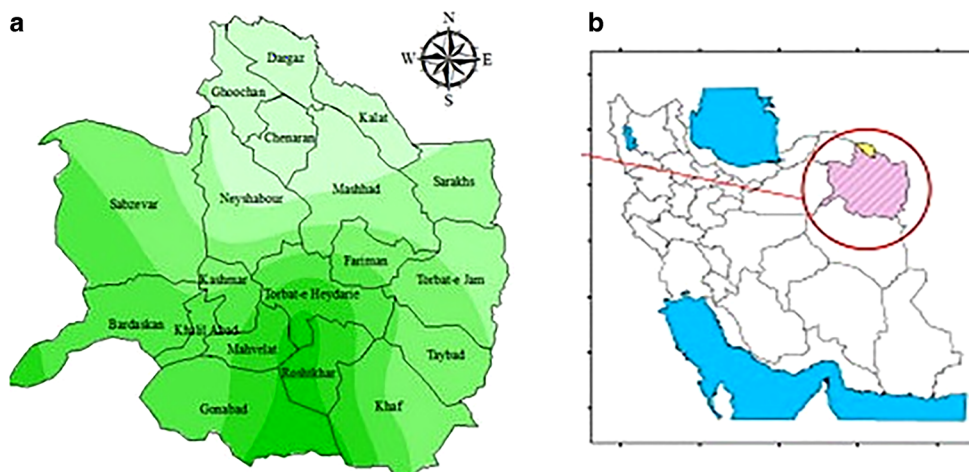 a
b
N
W
E
S
Dargaz
Ghoochan
Kalat
Chenaran
Sarakhs
Mashhad
Neyshabour
Sabzevar
Fariman
Kashmar
Torbat-e Jam
Torbat-e Heydarie
Bardaskan
Khalil Abad
Mahvelat
Taybad
Roshtkhar
Gonabad
Khaf